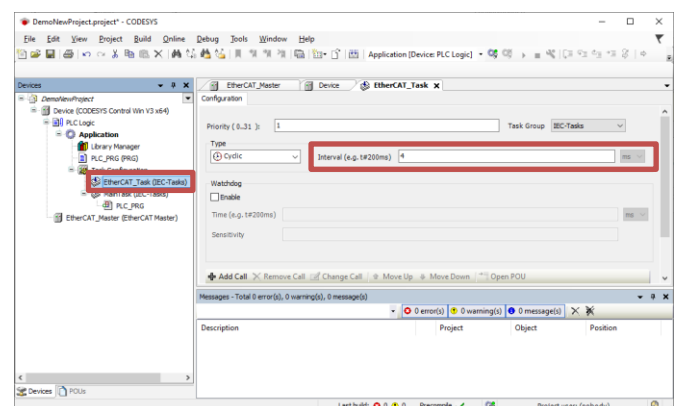 DemoNewProject.project* - CODESYS
File Edit View Project Build Online Debug Tools Window Help
Application [Device: PLC Logic]
Devices
EtherCAT_Master Device EtherCAT_Task
DemoNewProject
Device (CODESYS Control Win V3 x64)
PLC Logic
Application
Library Manager
PLC_PRG (PRG)
EtherCAT_Task (IEC-Tasks)
PLC_PRG
EtherCAT_Master (EtherCAT Master)
Configuration
Priority ( 0..31 ): 1 Task Group IEC-Tasks
Type
Cyclic Interval (e.g. t#200ms) 4 ms
Watchdog
Enable
Time (e.g. t#200ms) ms
Sensitivity
Add Call Remove Call Change Call Move Up Move Down Open POU
Messages - Total 0 error(s), 0 warning(s), 0 message(s)
0 error(s) 0 warning(s) 0 message(s)
Description Project Object Position
Devices POUs
Last build: 0 0 Precompile